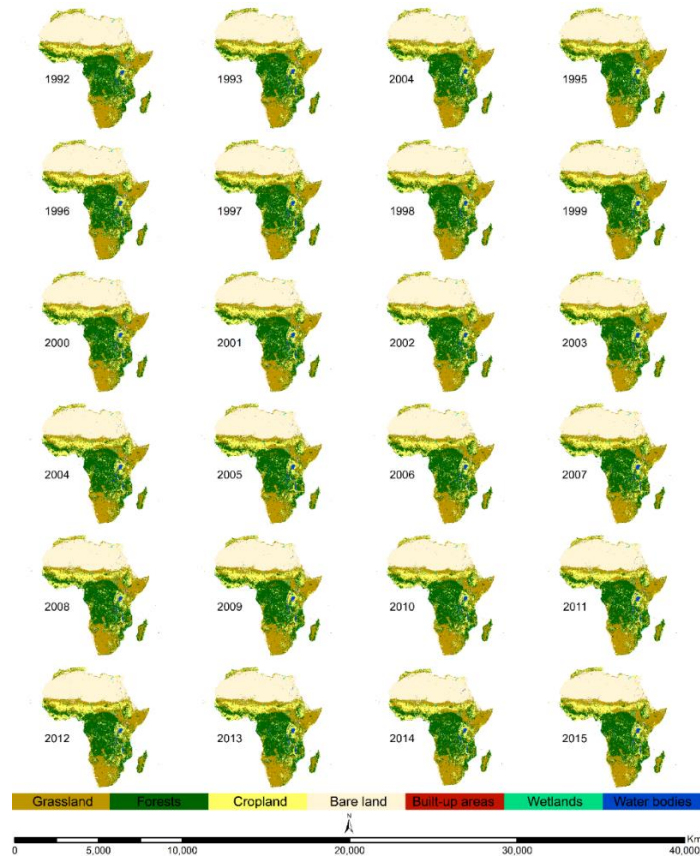 1992 1993 2004 1995
1996 1997 1998 1999
2000 2001 2002 2003
2004 2005 2006 2007
2008 2009 2010 2011
2012 2013 2014 2015
Grassland Forests Cropland Bare land Built-up areas Wetlands Water bodies
N
Km
0 5,000 10,000 20,000 30,000 40,000